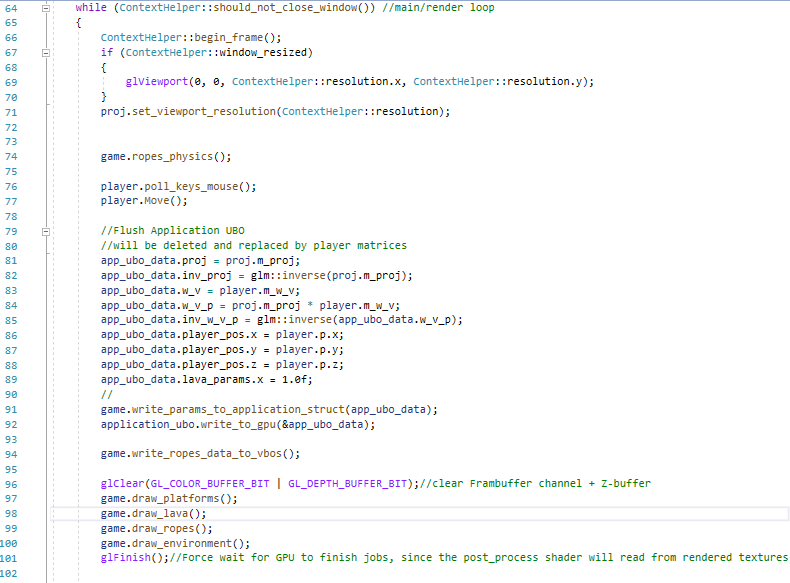 64 while (ContextHelper::should_not_close_window()) //main/render loop
65 {
66 ContextHelper::begin_frame();
67 if (ContextHelper::window_resized)
68 {
69 glViewport(0, 0, ContextHelper::resolution.x, ContextHelper::resolution.y);
70 }
71 proj.set_viewport_resolution(ContextHelper::resolution);
72
73
74 game.ropes_physics();
75
76 player.poll_keys_mouse();
77 player.Move();
78
79 //Flush Application UBO
80 //will be deleted and replaced by player matrices
81 app_ubo_data.proj = proj.m_proj;
82 app_ubo_data.inv_proj = glm::inverse(proj.m_proj);
83 app_ubo_data.w_v = player.m_w_v;
84 app_ubo_data.w_v_p = proj.m_proj * player.m_w_v;
85 app_ubo_data.inv_w_v_p = glm::inverse(app_ubo_data.w_v_p);
86 app_ubo_data.player_pos.x = player.p.x;
87 app_ubo_data.player_pos.y = player.p.y;
88 app_ubo_data.player_pos.z = player.p.z;
89 app_ubo_data.lava_params.x = 1.0f;
90 //
91 game.write_params_to_application_struct(app_ubo_data);
92 application_ubo.write_to_gpu(&app_ubo_data);
93
94 game.write_ropes_data_to_vbos();
95
96 glClear(GL_COLOR_BUFFER_BIT | GL_DEPTH_BUFFER_BIT);//clear Frambuffer channel + Z-buffer
97 game.draw_platforms();
98 game.draw_lava();
99 game.draw_ropes();
100 game.draw_environment();
101 glFinish();//Force wait for GPU to finish jobs, since the post_process shader will read from rendered textures
102